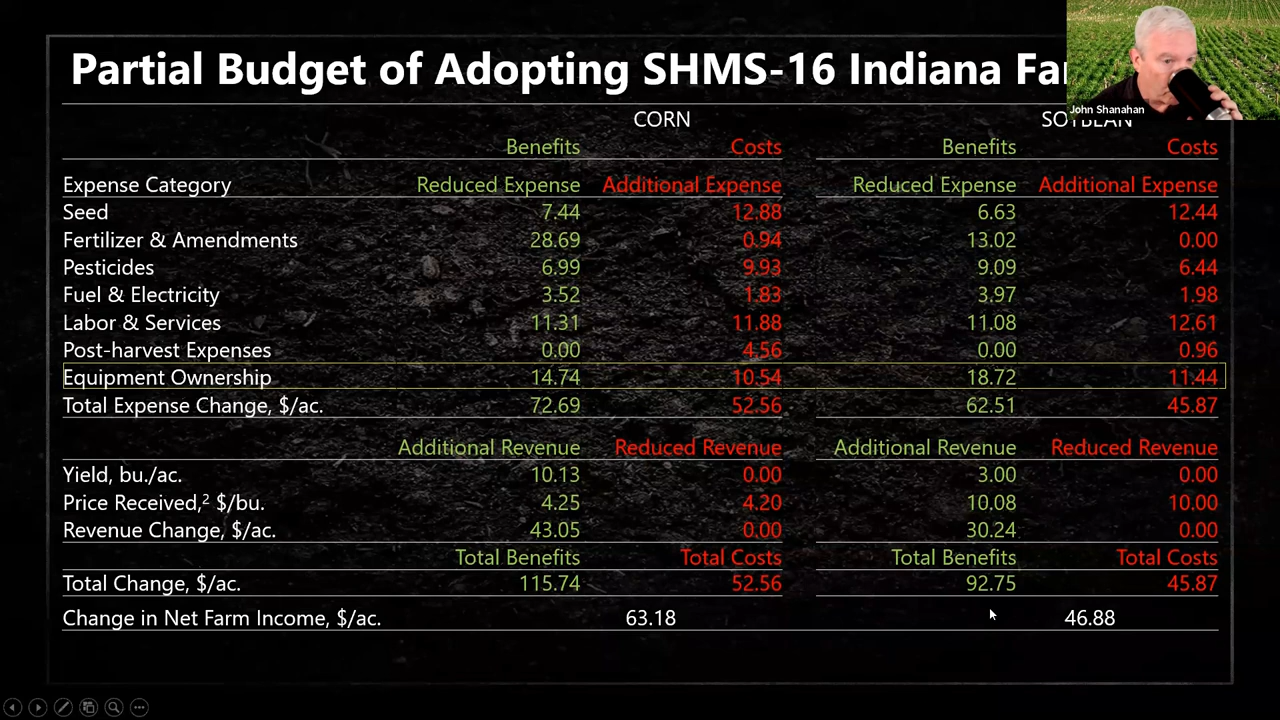 Partial Budget of Adopting SHMS-16 Indiana
John Shanahan
CORN SOYBEAN
Benefits Costs Benefits Costs
Expense Category Reduced Expense Additional Expense Reduced Expense Additional Expense
Seed 7.44 12.88 6.63 12.44
Fertilizer & Amendments 28.69 0.94 13.02 0.00
Pesticides 6.99 9.93 9.09 6.44
Fuel & Electricity 3.52 1.83 3.97 1.98
Labor & Services 11.31 11.88 11.08 12.61
Post-harvest Expenses 0.00 4.56 0.00 0.96
Equipment Ownership 14.74 10.54 18.72 11.44
Total Expense Change, $/ac. 72.69 52.56 62.51 45.87
Additional Revenue Reduced Revenue Additional Revenue Reduced Revenue
Yield, bu./ac. 10.13 0.00 3.00 0.00
Price Received,² $/bu. 4.25 4.20 10.08 10.00
Revenue Change, $/ac. 43.05 0.00 30.24 0.00
Total Benefits Total Costs Total Benefits Total Costs
Total Change, $/ac. 115.74 52.56 92.75 45.87
Change in Net Farm Income, $/ac. 63.18 46.88